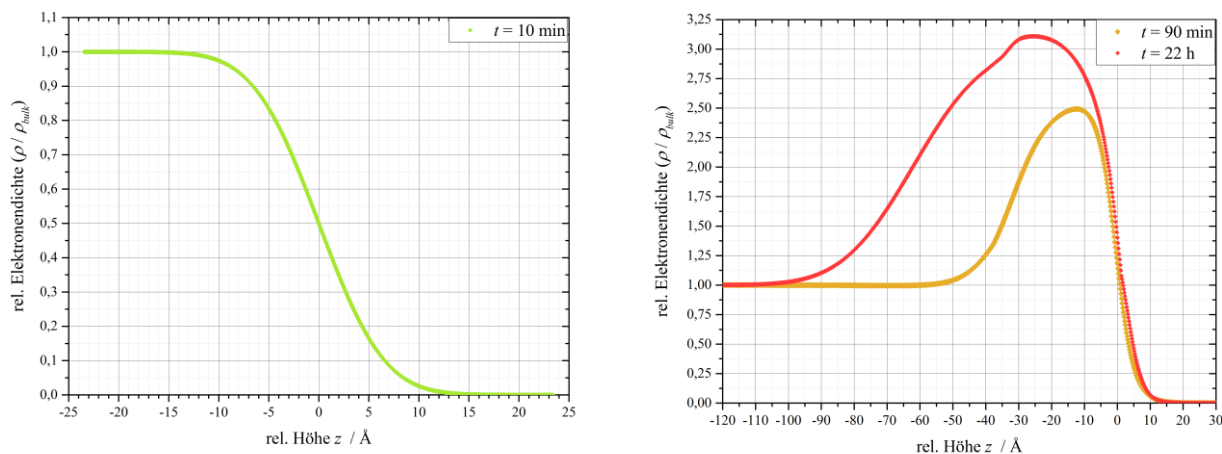 t = 10 min
1,1
1,0
0,9
0,8
0,7
0,6
0,5
0,4
0,3
0,2
0,1
0,0
-25 -20 -15 -10 -5 0 5 10 15 20 25
rel. Höhe z / Å
rel. Elektronendichte (ρ / ρbulk)
t = 90 min
t = 22 h
3,25
3,00
2,75
2,50
2,25
2,00
1,75
1,50
1,25
1,00
0,75
0,50
0,25
0,00
-120 -110 -100 -90 -80 -70 -60 -50 -40 -30 -20 -10 0 10 20 30
rel. Höhe z / Å
rel. Elektronendichte (ρ / ρbulk)